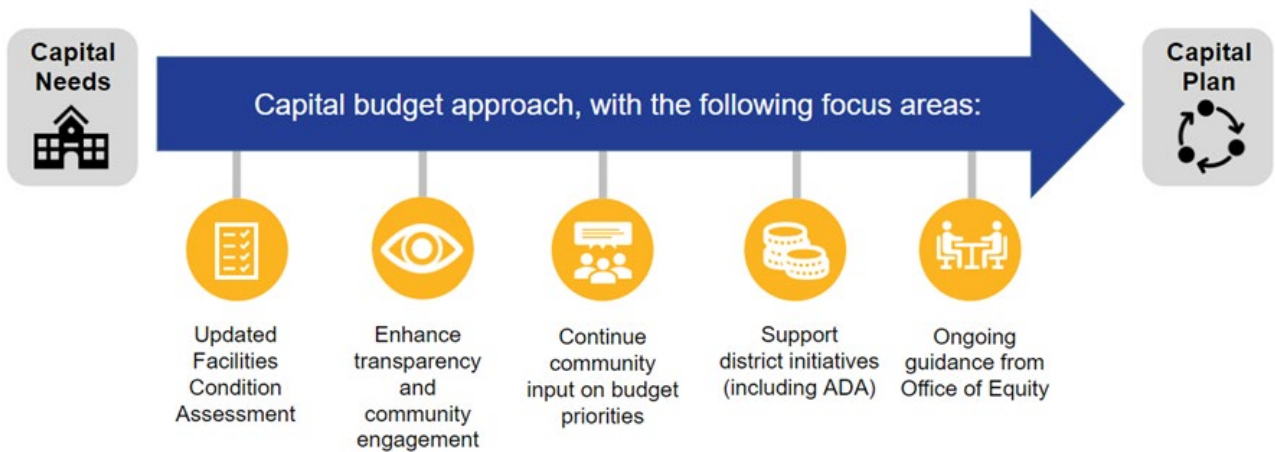 Capital
Needs
Capital budget approach, with the following focus areas:
Capital
Plan
Updated
Facilities
Condition
Assessment
Enhance
transparency
and
community
engagement
Continue
community
input on budget
priorities
Support
district initiatives
(including ADA)
Ongoing
guidance from
Office of Equity